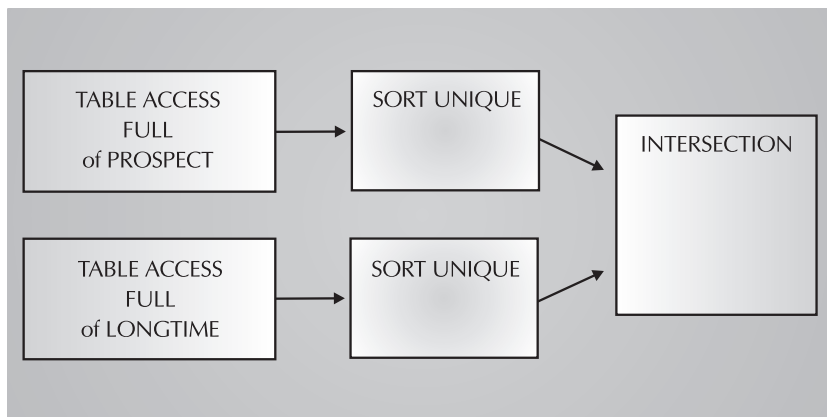 TABLE ACCESS
FULL
of PROSPECT
SORT UNIQUE
INTERSECTION
TABLE ACCESS
FULL
of LONGTIME
SORT UNIQUE